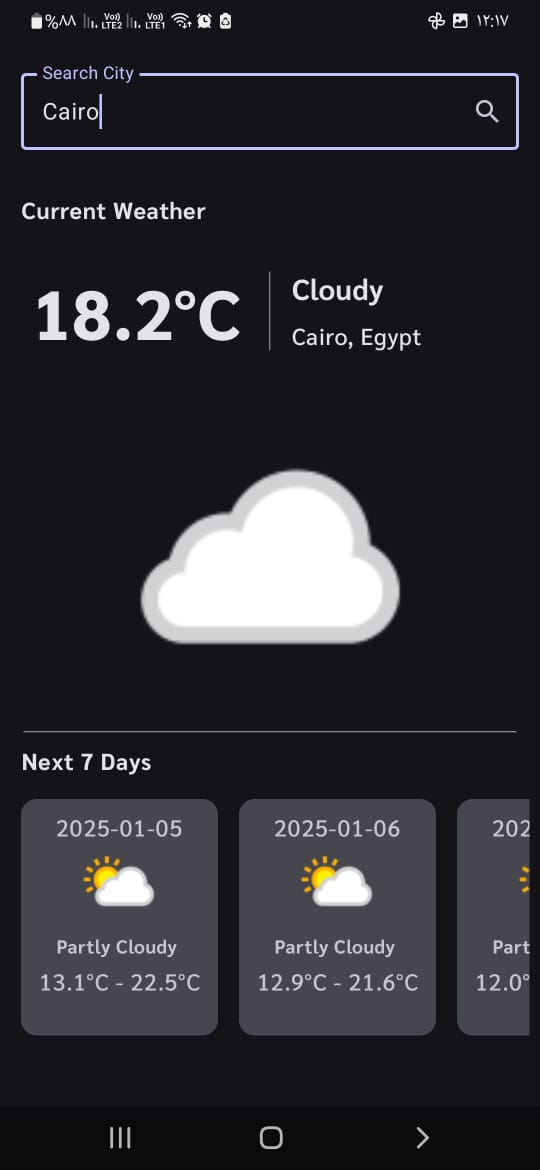 %٨٨ Vo)) LTE2 Vo)) LTE1 ١٢:١٧
Search City
Cairo
Current Weather
18.2°C
Cloudy
Cairo, Egypt
Next 7 Days
2025-01-05
Partly Cloudy
13.1°C - 22.5°C
2025-01-06
Partly Cloudy
12.9°C - 21.6°C
202
Part
12.0°